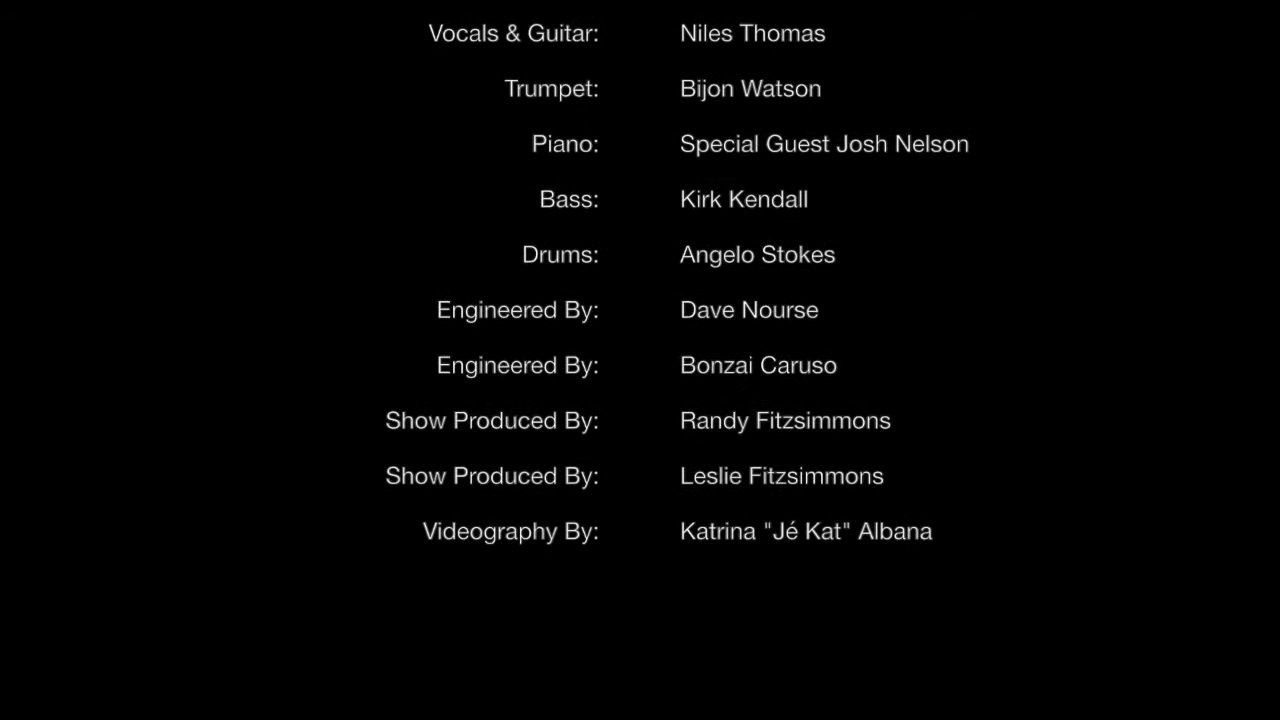 Vocals & Guitar: Niles Thomas
Trumpet: Bijon Watson
Piano: Special Guest Josh Nelson
Bass: Kirk Kendall
Drums: Angelo Stokes
Engineered By: Dave Nourse
Engineered By: Bonzai Caruso
Show Produced By: Randy Fitzsimmons
Show Produced By: Leslie Fitzsimmons
Videography By: Katrina "Jé Kat" Albana